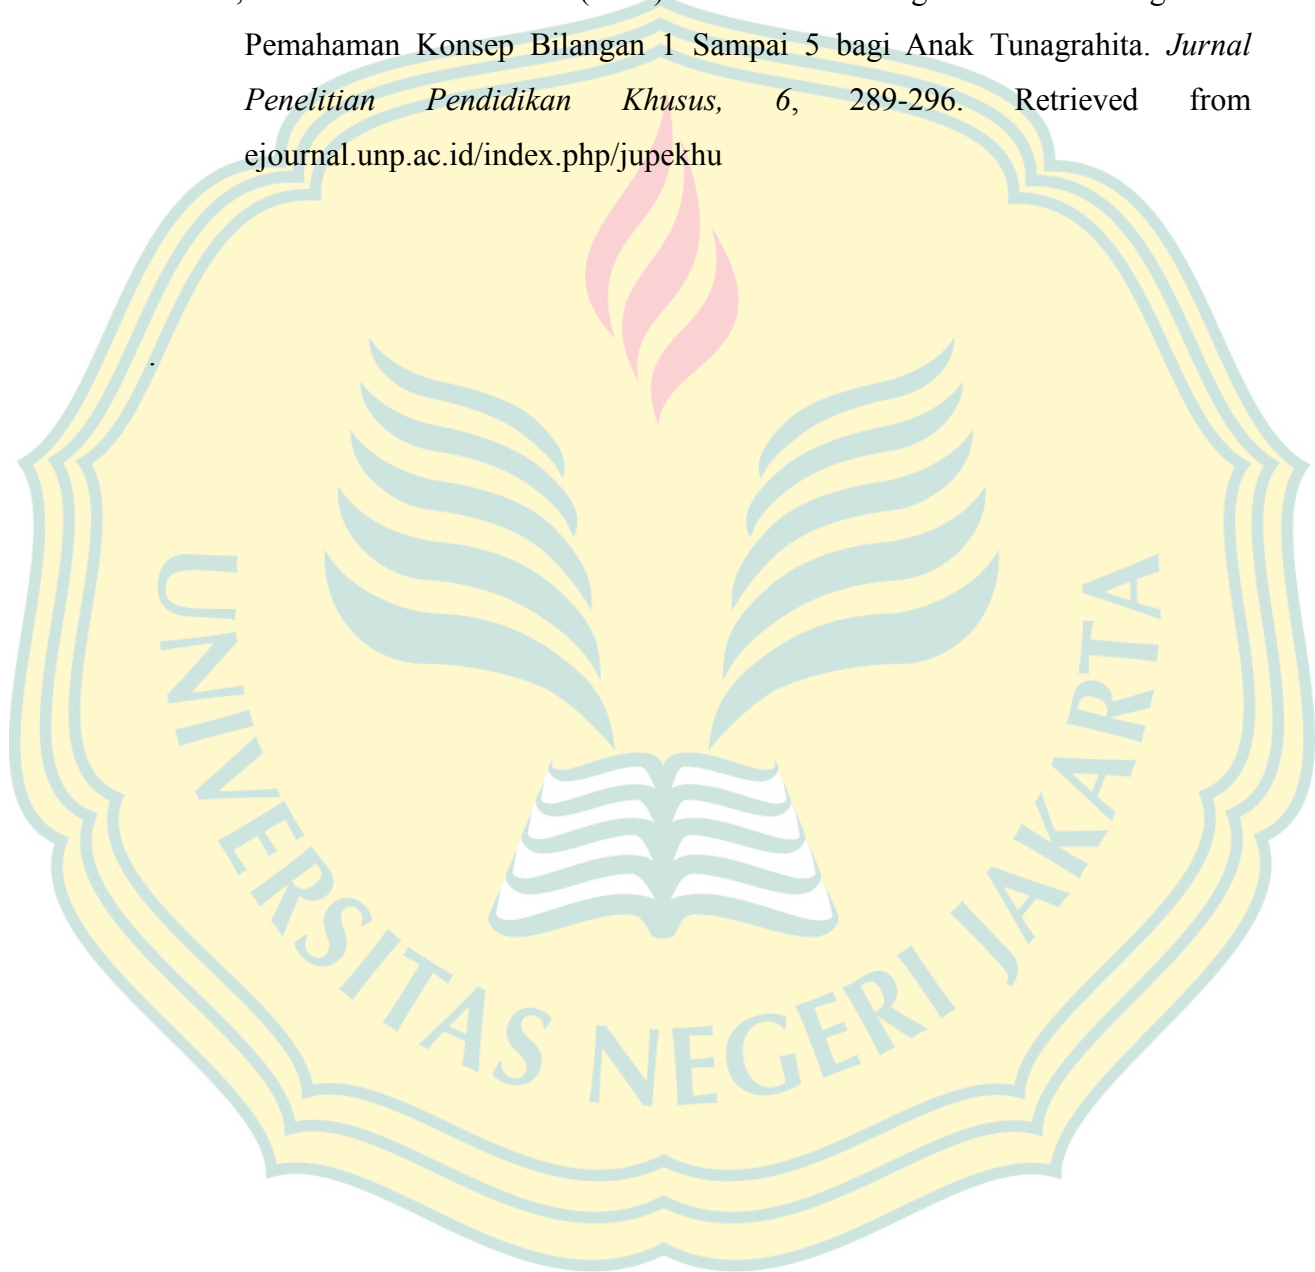 Pemahaman Konsep Bilangan 1 Sampai 5 bagi Anak Tunagrahita. Jurnal
Penelitian Pendidikan Khusus, 6, 289-296. Retrieved from
ejournal.unp.ac.id/index.php/jupekhu
.
UNIVERSITAS NEGERI JAKARTA